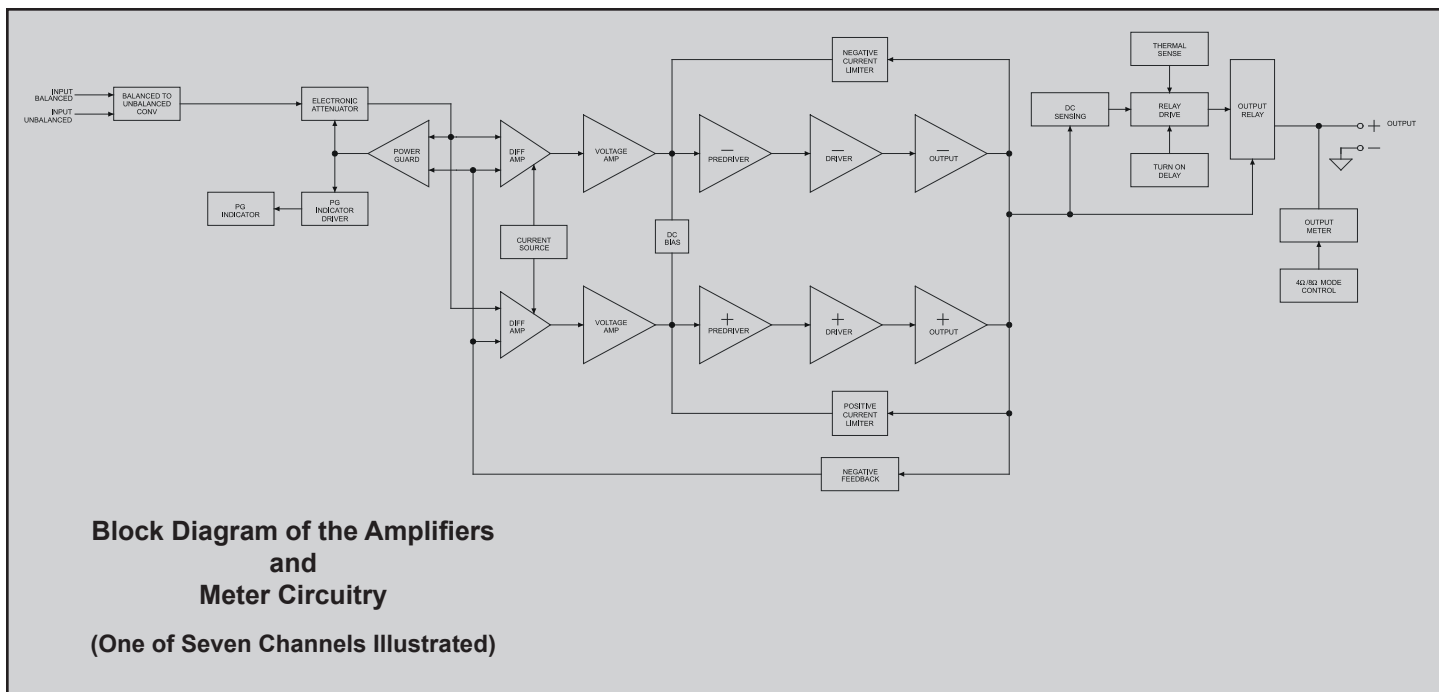 INPUT
BALANCED
INPUT
UNBALANCED
BALANCED TO
UNBALANCED
CONV
ELECTRONIC
ATTENUATOR
POWER
GUARD
PG
INDICATOR
PG
INDICATOR
DRIVER
DIFF
AMP
VOLTAGE
AMP
CURRENT
SOURCE
DC
BIAS
DIFF
AMP
VOLTAGE
AMP
NEGATIVE
CURRENT
LIMITER
−
PREDRIVER
−
DRIVER
−
OUTPUT
+
PREDRIVER
+
DRIVER
+
OUTPUT
POSITIVE
CURRENT
LIMITER
NEGATIVE
FEEDBACK
THERMAL
SENSE
DC
SENSING
RELAY
DRIVE
TURN ON
DELAY
OUTPUT
RELAY
+ OUTPUT
−
OUTPUT
METER
4Ω/8Ω MODE
CONTROL
Block Diagram of the Amplifiers
and
Meter Circuitry
(One of Seven Channels Illustrated)